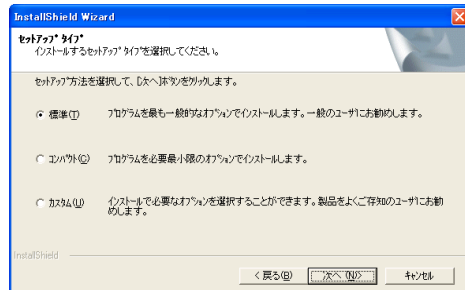 InstallShield Wizard
ｾｯﾄｱｯﾌﾟ ﾀｲﾌﾟ
ｲﾝｽﾄｰﾙするｾｯﾄｱｯﾌﾟ ﾀｲﾌﾟを選択してください。
ｾｯﾄｱｯﾌﾟ方法を選択して、[次へ]ﾎﾞﾀﾝをｸﾘｯｸします。
標準(T) ﾌﾟﾛｸﾞﾗﾑを最も一般的なｵﾌﾟｼｮﾝでｲﾝｽﾄｰﾙします。一般のﾕｰｻﾞにお勧めします。
ｺﾝﾊﾟｸﾄ(C) ﾌﾟﾛｸﾞﾗﾑを必要最小限のｵﾌﾟｼｮﾝでｲﾝｽﾄｰﾙします。
ｶｽﾀﾑ(U) ｲﾝｽﾄｰﾙで必要なｵﾌﾟｼｮﾝを選択することができます。製品をよくご存知のﾕｰｻﾞにお勧
めします。
InstallShield
< 戻る(B) 次へ (N)> ｷｬﾝｾﾙ